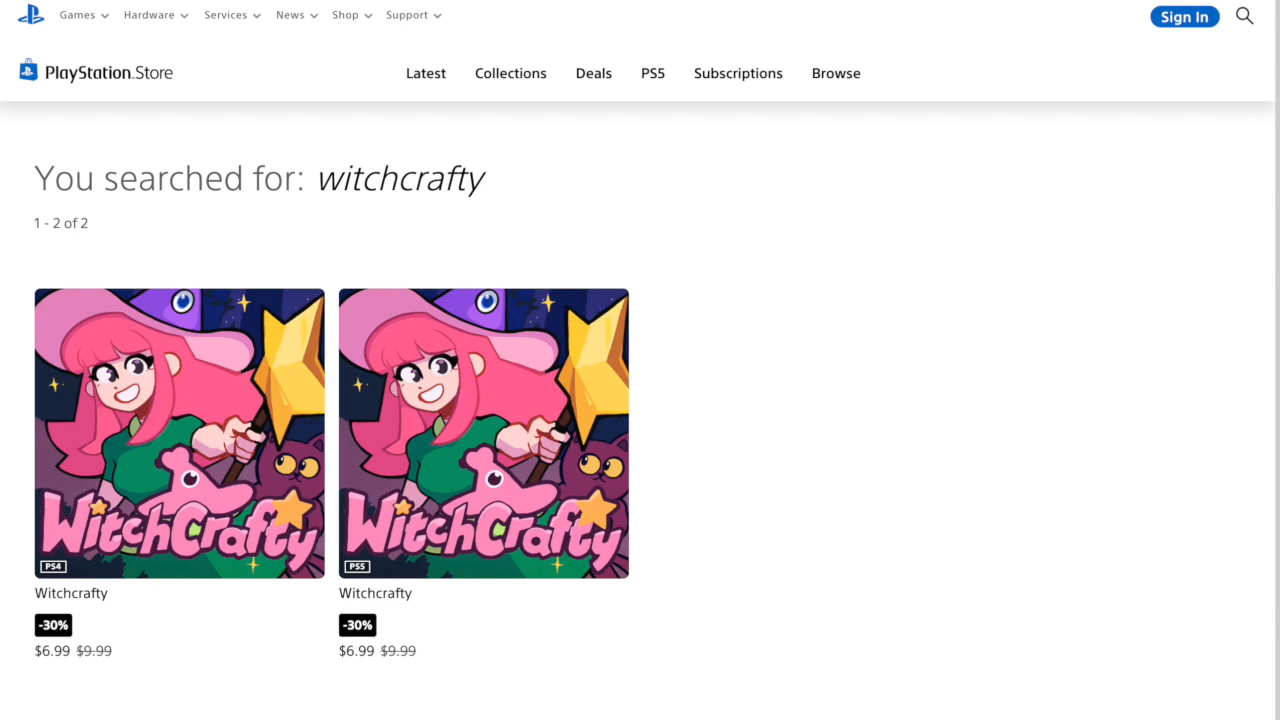 Games Hardware Services News Shop Support Sign In
PlayStation.Store Latest Collections Deals PS5 Subscriptions Browse
You searched for: witchcrafty
1 - 2 of 2
WitchCrafty WitchCrafty
PS4 PS5
Witchcrafty Witchcrafty
-30% -30%
$6.99 $9.99 $6.99 $9.99